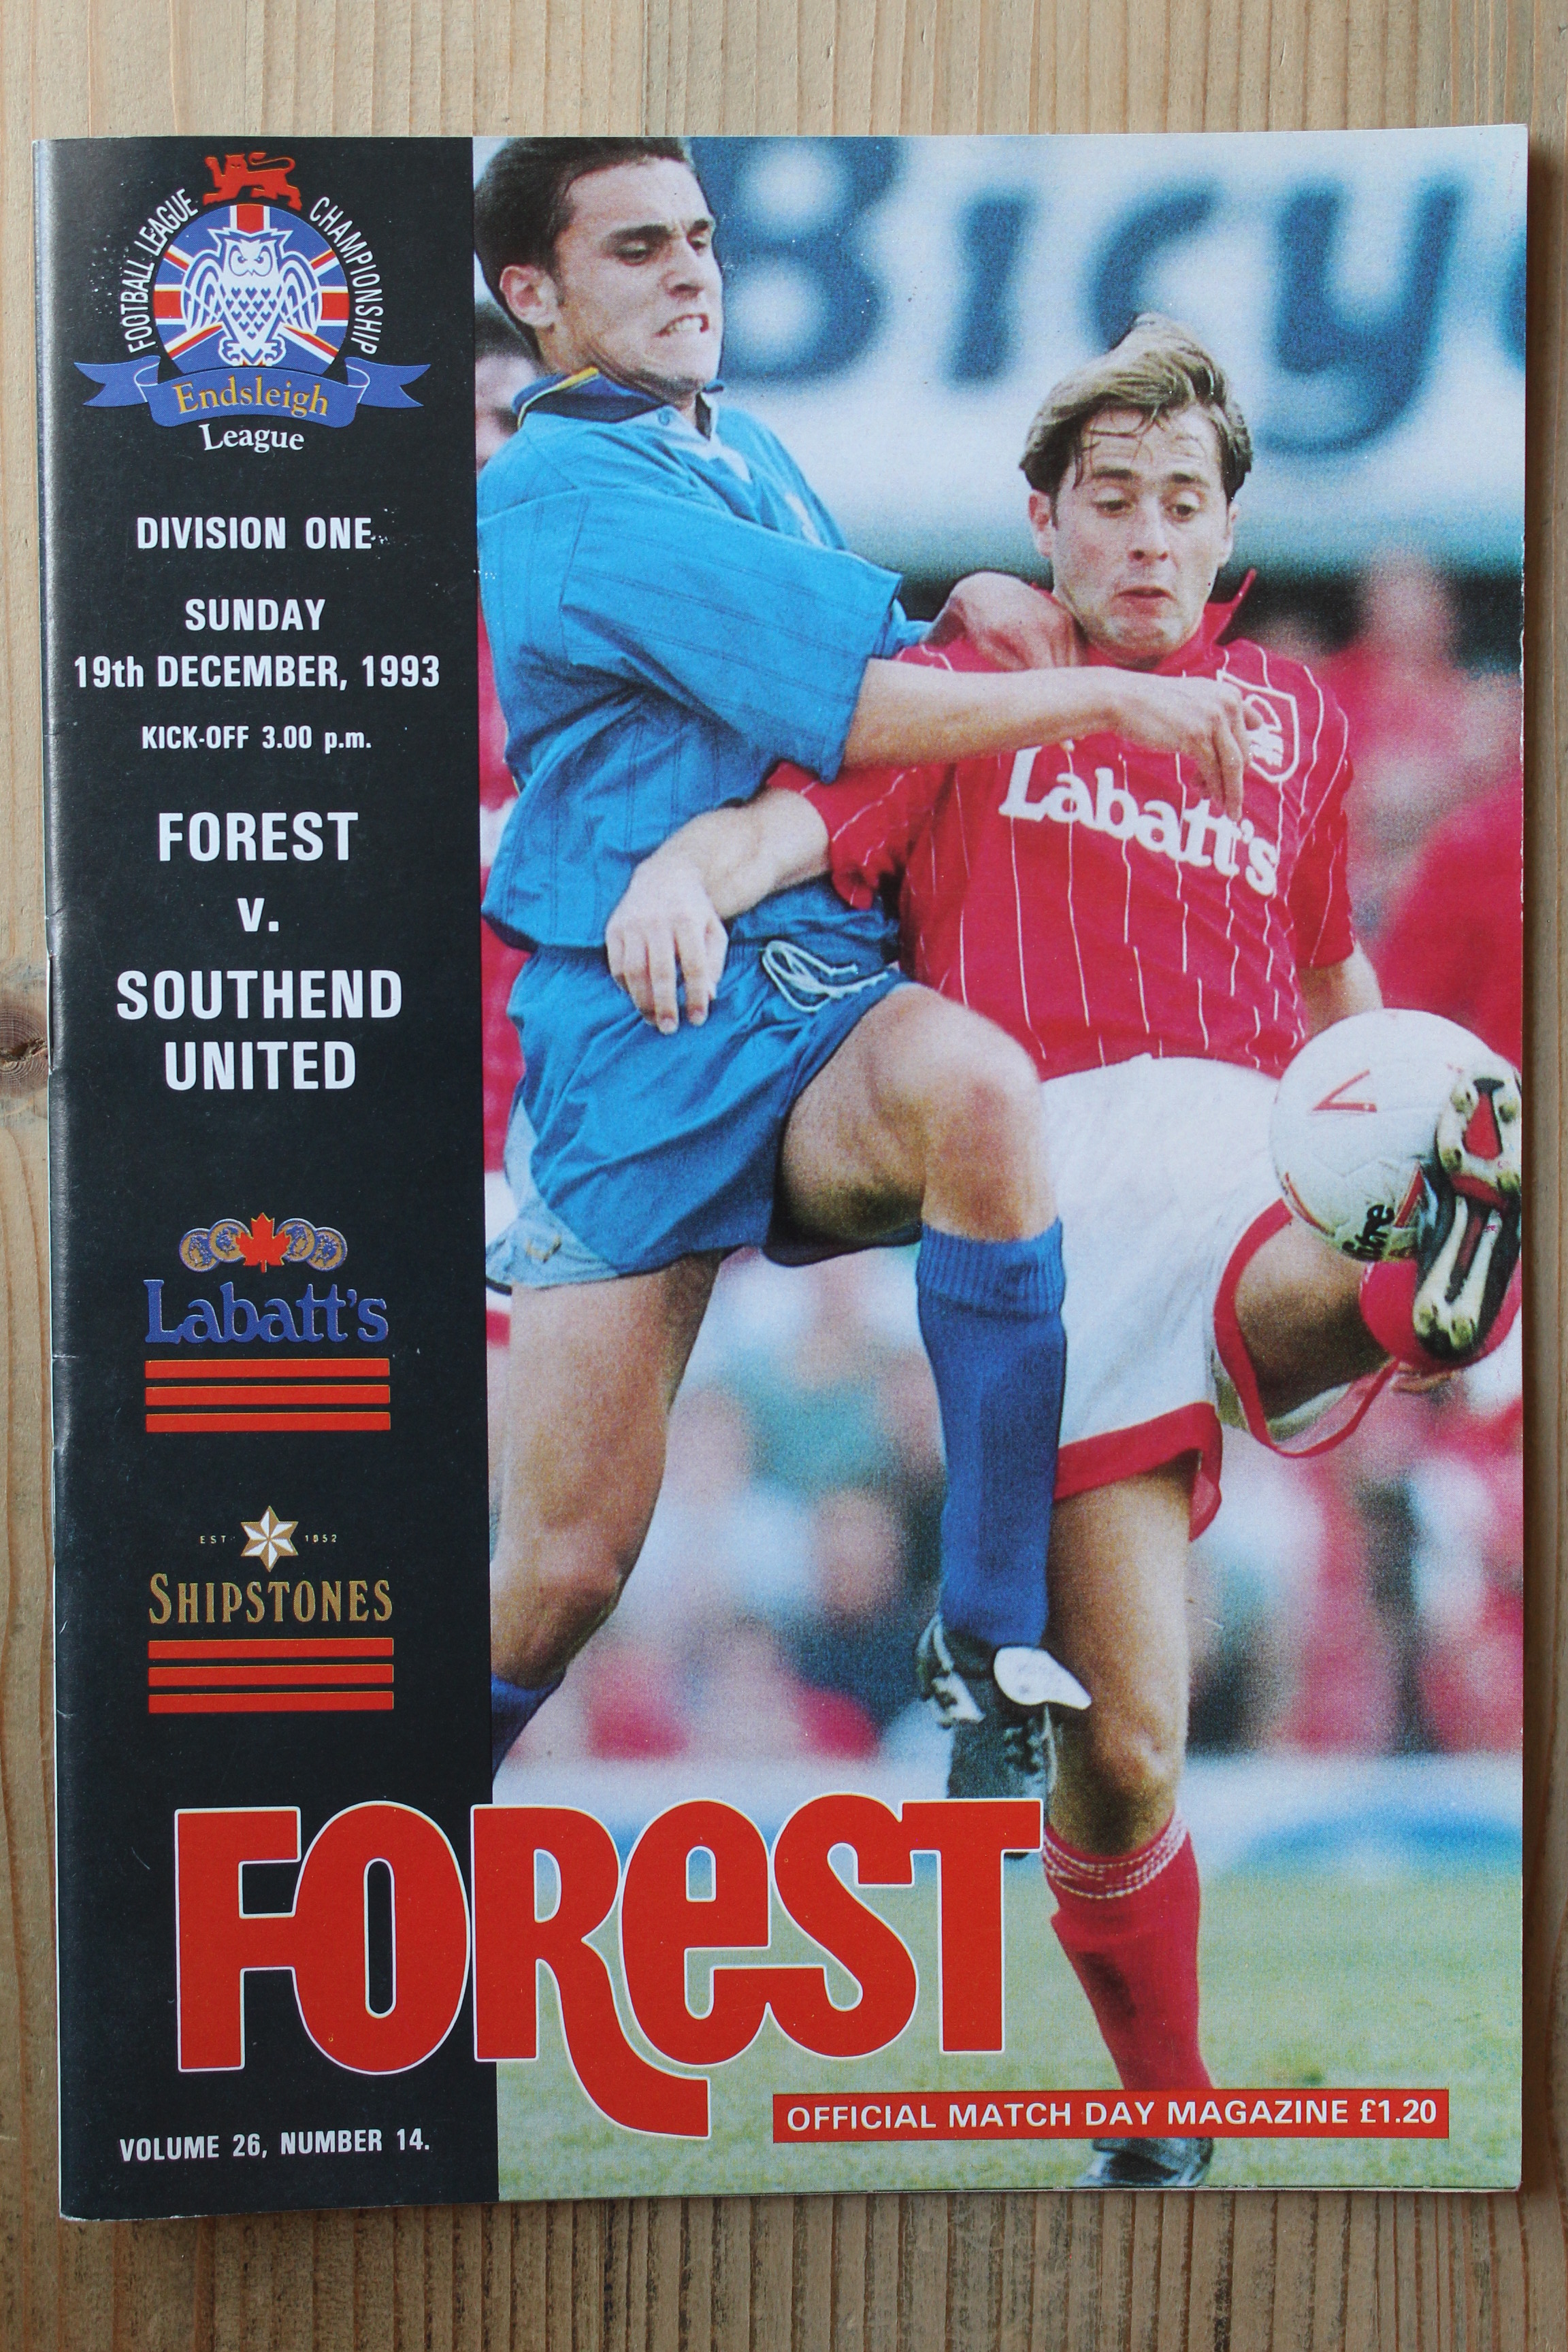 FOOTBALL LEAGUE CHAMPIONSHIP
Endsleigh
League
DIVISION ONE
SUNDAY
19th DECEMBER, 1993
KICK-OFF 3.00 p.m.
FOREST
v.
SOUTHEND
UNITED
Labatt's
EST 1852
SHIPSTONES
FOREST
VOLUME 26, NUMBER 14.
OFFICIAL MATCH DAY MAGAZINE £1.20
Bicy
Labatt's